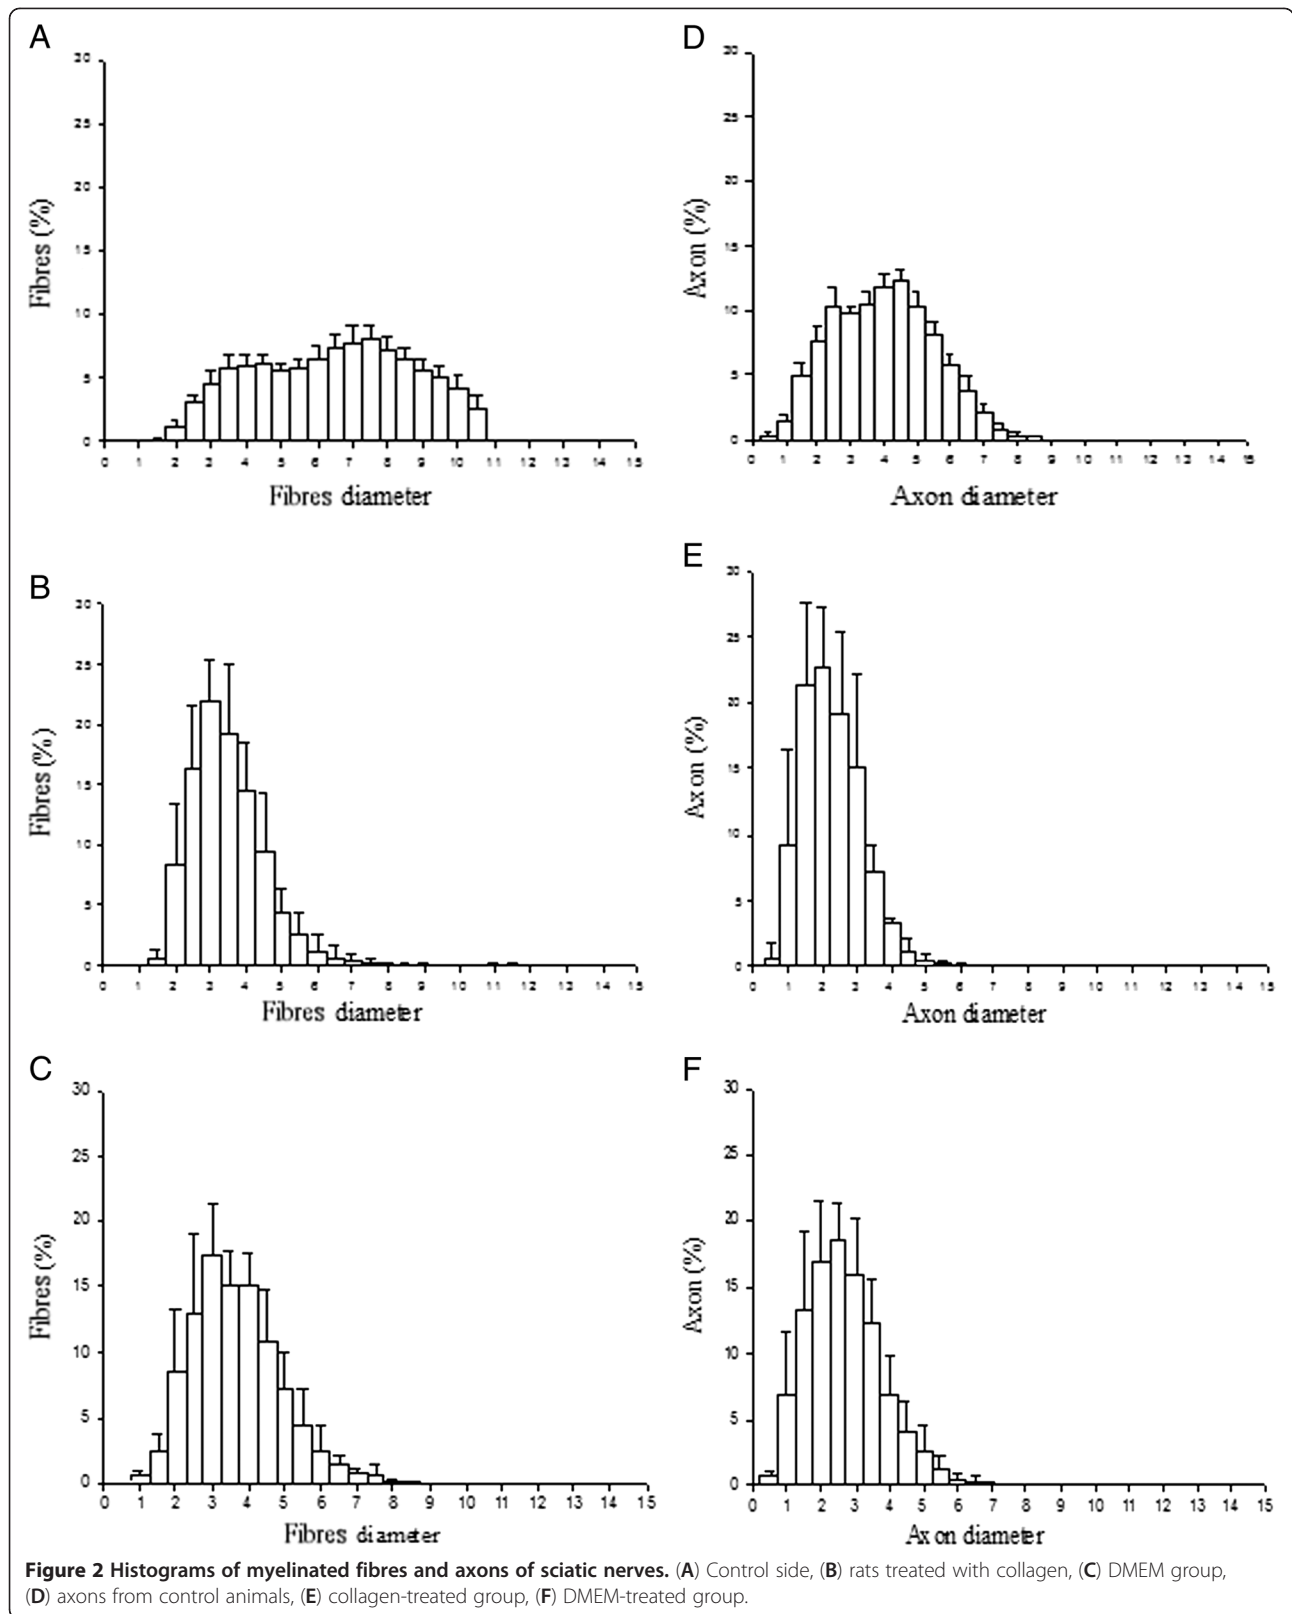 A
30
25
20
15
10
5
0
Fibres (%)
0 1 2 3 4 5 6 7 8 9 10 11 12 13 14 15
Fibres diameter
D
30
25
20
15
10
5
0
Axon (%)
0 1 2 3 4 5 6 7 8 9 10 11 12 13 14 15
Axon diameter
B
30
25
20
15
10
5
0
Fibres (%)
0 1 2 3 4 5 6 7 8 9 10 11 12 13 14 15
Fibres diameter
E
30
25
20
15
10
5
0
Axon (%)
0 1 2 3 4 5 6 7 8 9 10 11 12 13 14 15
Axon diameter
C
30
25
20
15
10
5
0
Fibres (%)
0 1 2 3 4 5 6 7 8 9 10 11 12 13 14 15
Fibres diameter
F
30
25
20
15
10
5
0
Axon (%)
0 1 2 3 4 5 6 7 8 9 10 11 12 13 14 15
Axon diameter
Figure 2 Histograms of myelinated fibres and axons of sciatic nerves. (A) Control side, (B) rats treated with collagen, (C) DMEM group,
(D) axons from control animals, (E) collagen-treated group, (F) DMEM-treated group.